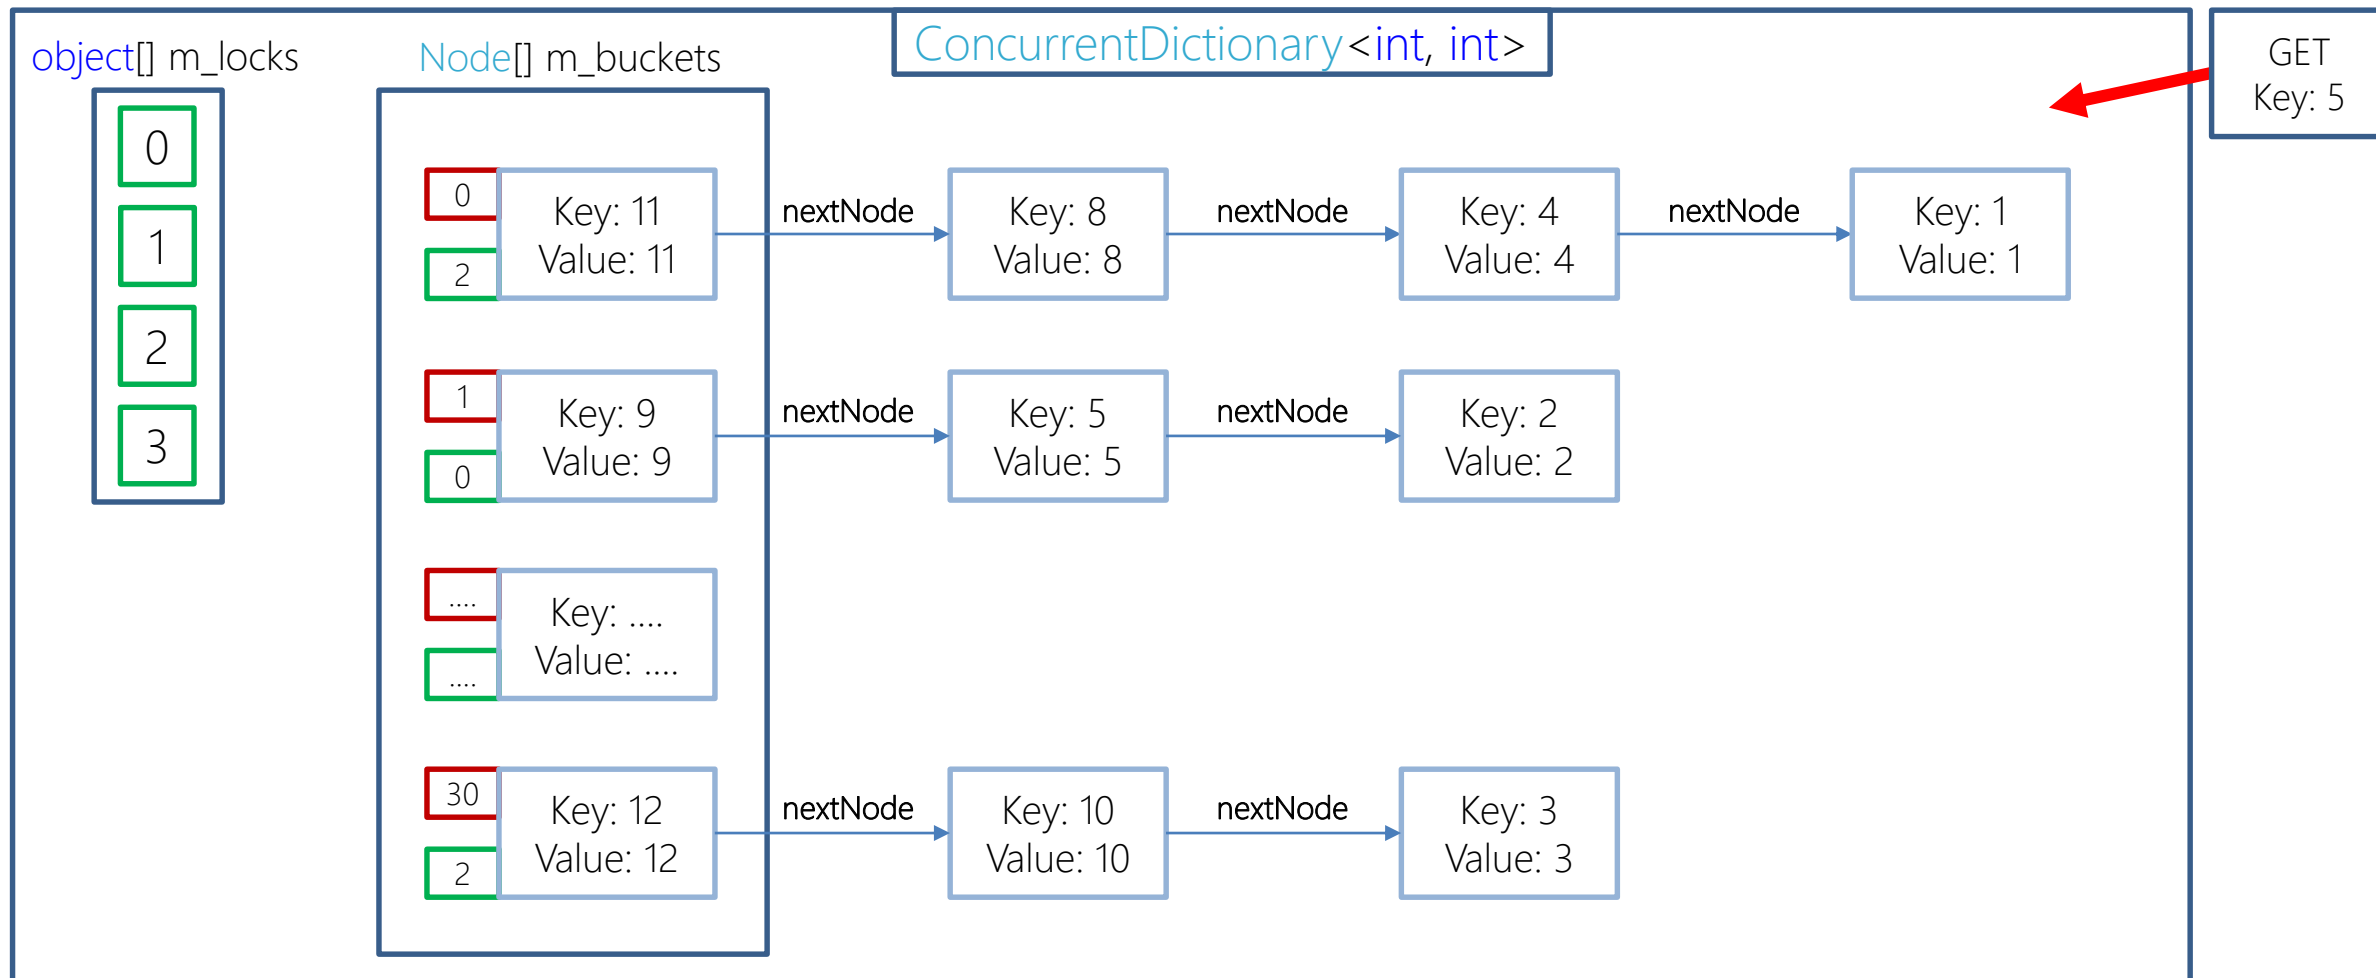 ConcurrentDictionary<int, int>
GET
Key: 5
object[] m_locks
0
1
2
3
Node[] m_buckets
0
2
Key: 11
Value: 11
nextNode
Key: 8
Value: 8
nextNode
Key: 4
Value: 4
nextNode
Key: 1
Value: 1
1
0
Key: 9
Value: 9
nextNode
Key: 5
Value: 5
nextNode
Key: 2
Value: 2
....
....
Key: ....
Value: ....
30
2
Key: 12
Value: 12
nextNode
Key: 10
Value: 10
nextNode
Key: 3
Value: 3